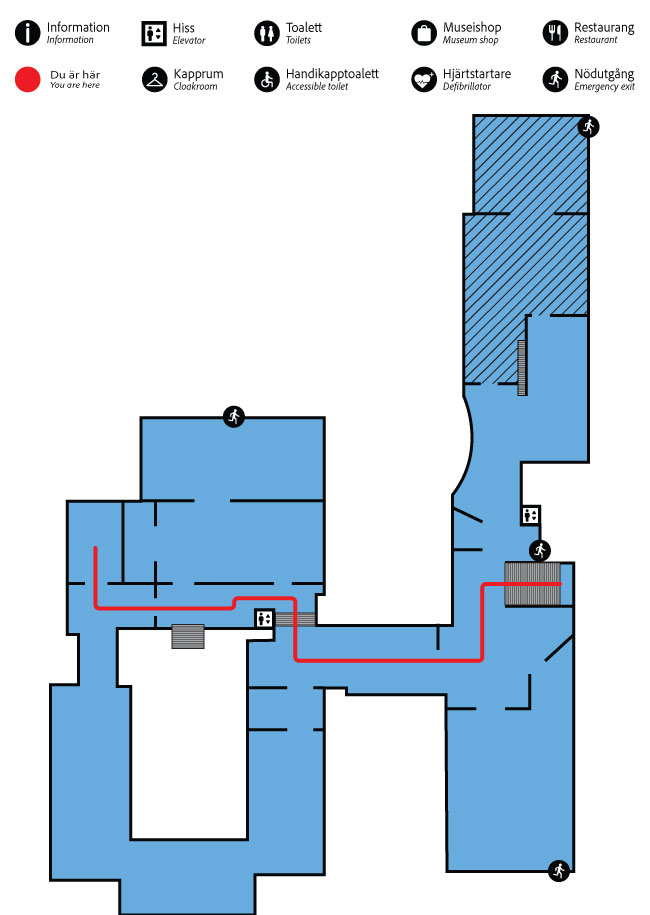 Information
Information
Hiss
Elevator
Toalett
Toilets
Museishop
Museum shop
Restaurang
Restaurant
Du är här
You are here
Kapprum
Cloakroom
Handikapptoalett
Accessible toilet
Hjärtstartare
Defibrillator
Nödutgång
Emergency exit